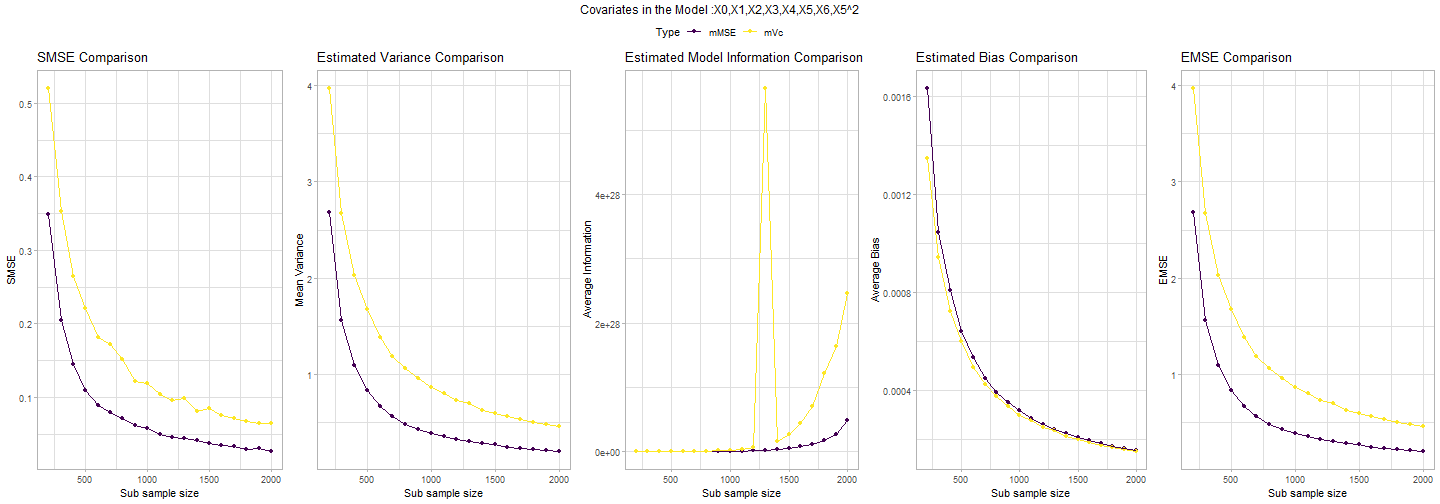 Covariates in the Model :X0,X1,X2,X3,X4,X5,X6,X5^2
Type mMSE mVc
SMSE Comparison
SMSE
0.5
0.4
0.3
0.2
0.1
500 1000 1500 2000
Sub sample size
Estimated Variance Comparison
Mean Variance
4
3
2
1
500 1000 1500 2000
Sub sample size
Estimated Model Information Comparison
Average Information
4e+28
2e+28
0e+00
500 1000 1500 2000
Sub sample size
Estimated Bias Comparison
Average Bias
0.0016
0.0012
0.0008
0.0004
500 1000 1500 2000
Sub sample size
EMSE Comparison
EMSE
4
3
2
1
500 1000 1500 2000
Sub sample size